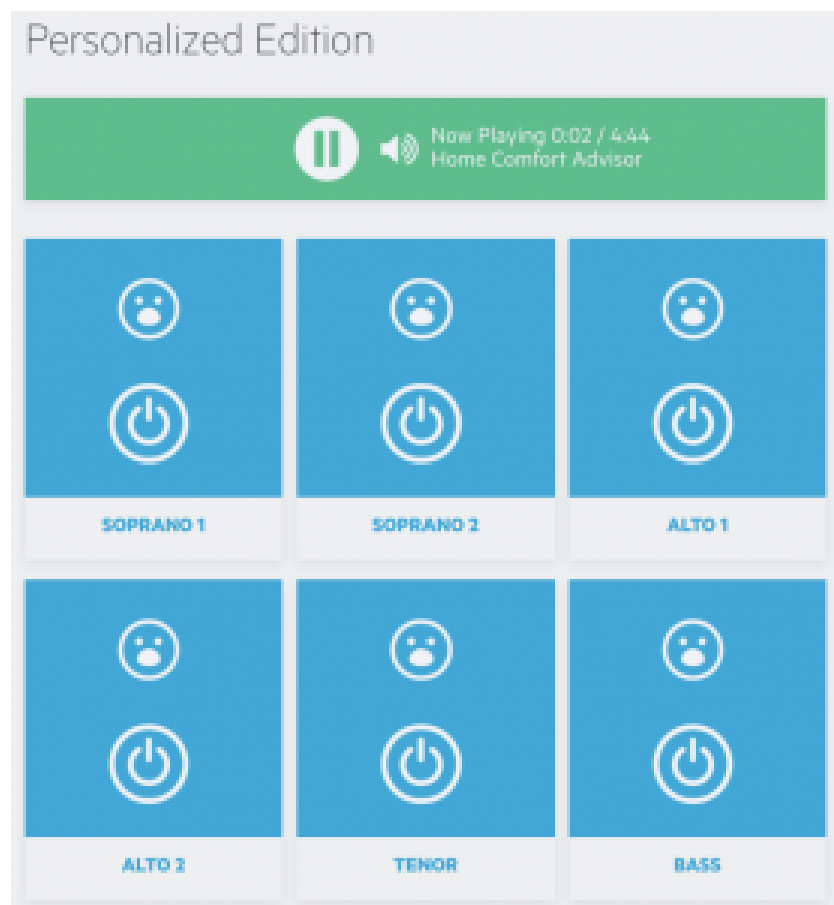 Personalized Edition
Now Playing 0:02 / 4:44
Home Comfort Advisor
SOPRANO 1
SOPRANO 2
ALTO 1
ALTO 2
TENOR
BASS